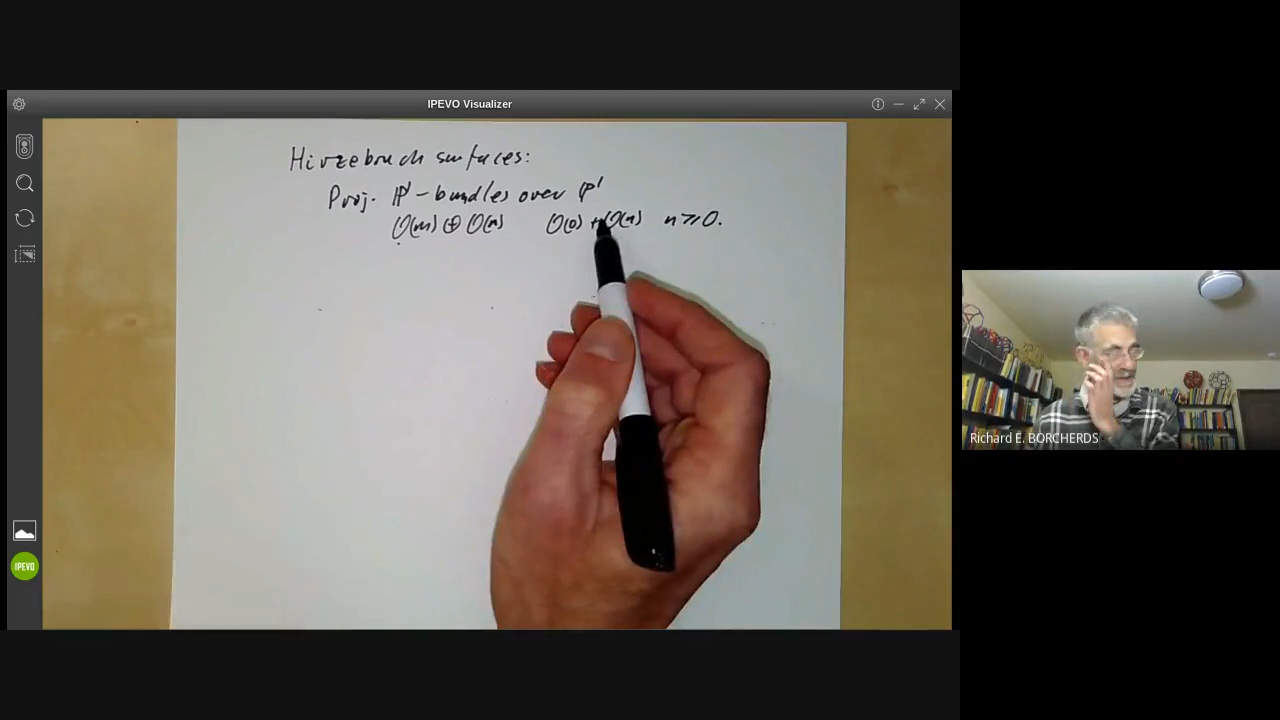 IPEVO Visualizer
Hirzebruch surfaces:
Proj. P¹-bundles over P¹
O(m) ⊕ O(n) O(0) + O(n) n ≥ 0.
Richard E. BORCHERDS
IPEVO